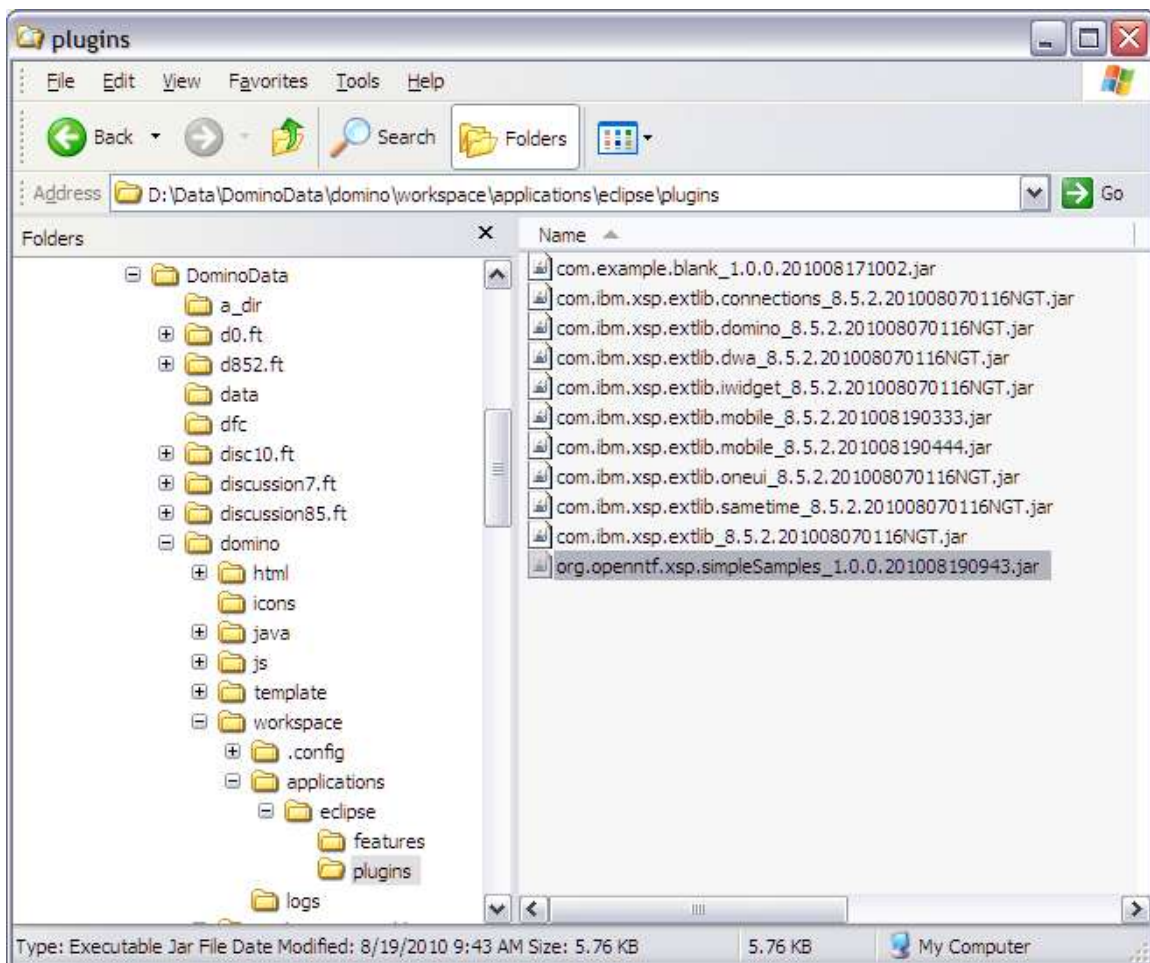 plugins
File Edit View Favorites Tools Help
Back Search Folders
Address D:\Data\DominoData\domino\workspace\applications\eclipse\plugins Go
Folders
DominoData
a_dir
d0.ft
d852.ft
data
dfc
disc10.ft
discussion7.ft
discussion85.ft
domino
html
icons
java
js
template
workspace
.config
applications
eclipse
features
plugins
logs
Name
com.example.blank_1.0.0.201008171002.jar
com.ibm.xsp.extlib.connections_8.5.2.201008070116NGT.jar
com.ibm.xsp.extlib.domino_8.5.2.201008070116NGT.jar
com.ibm.xsp.extlib.dwa_8.5.2.201008070116NGT.jar
com.ibm.xsp.extlib.iwidget_8.5.2.201008070116NGT.jar
com.ibm.xsp.extlib.mobile_8.5.2.201008190333.jar
com.ibm.xsp.extlib.mobile_8.5.2.201008190444.jar
com.ibm.xsp.extlib.oneui_8.5.2.201008070116NGT.jar
com.ibm.xsp.extlib.sametime_8.5.2.201008070116NGT.jar
com.ibm.xsp.extlib_8.5.2.201008070116NGT.jar
org.openntf.xsp.simpleSamples_1.0.0.201008190943.jar
Type: Executable Jar File Date Modified: 8/19/2010 9:43 AM Size: 5.76 KB 5.76 KB My Computer